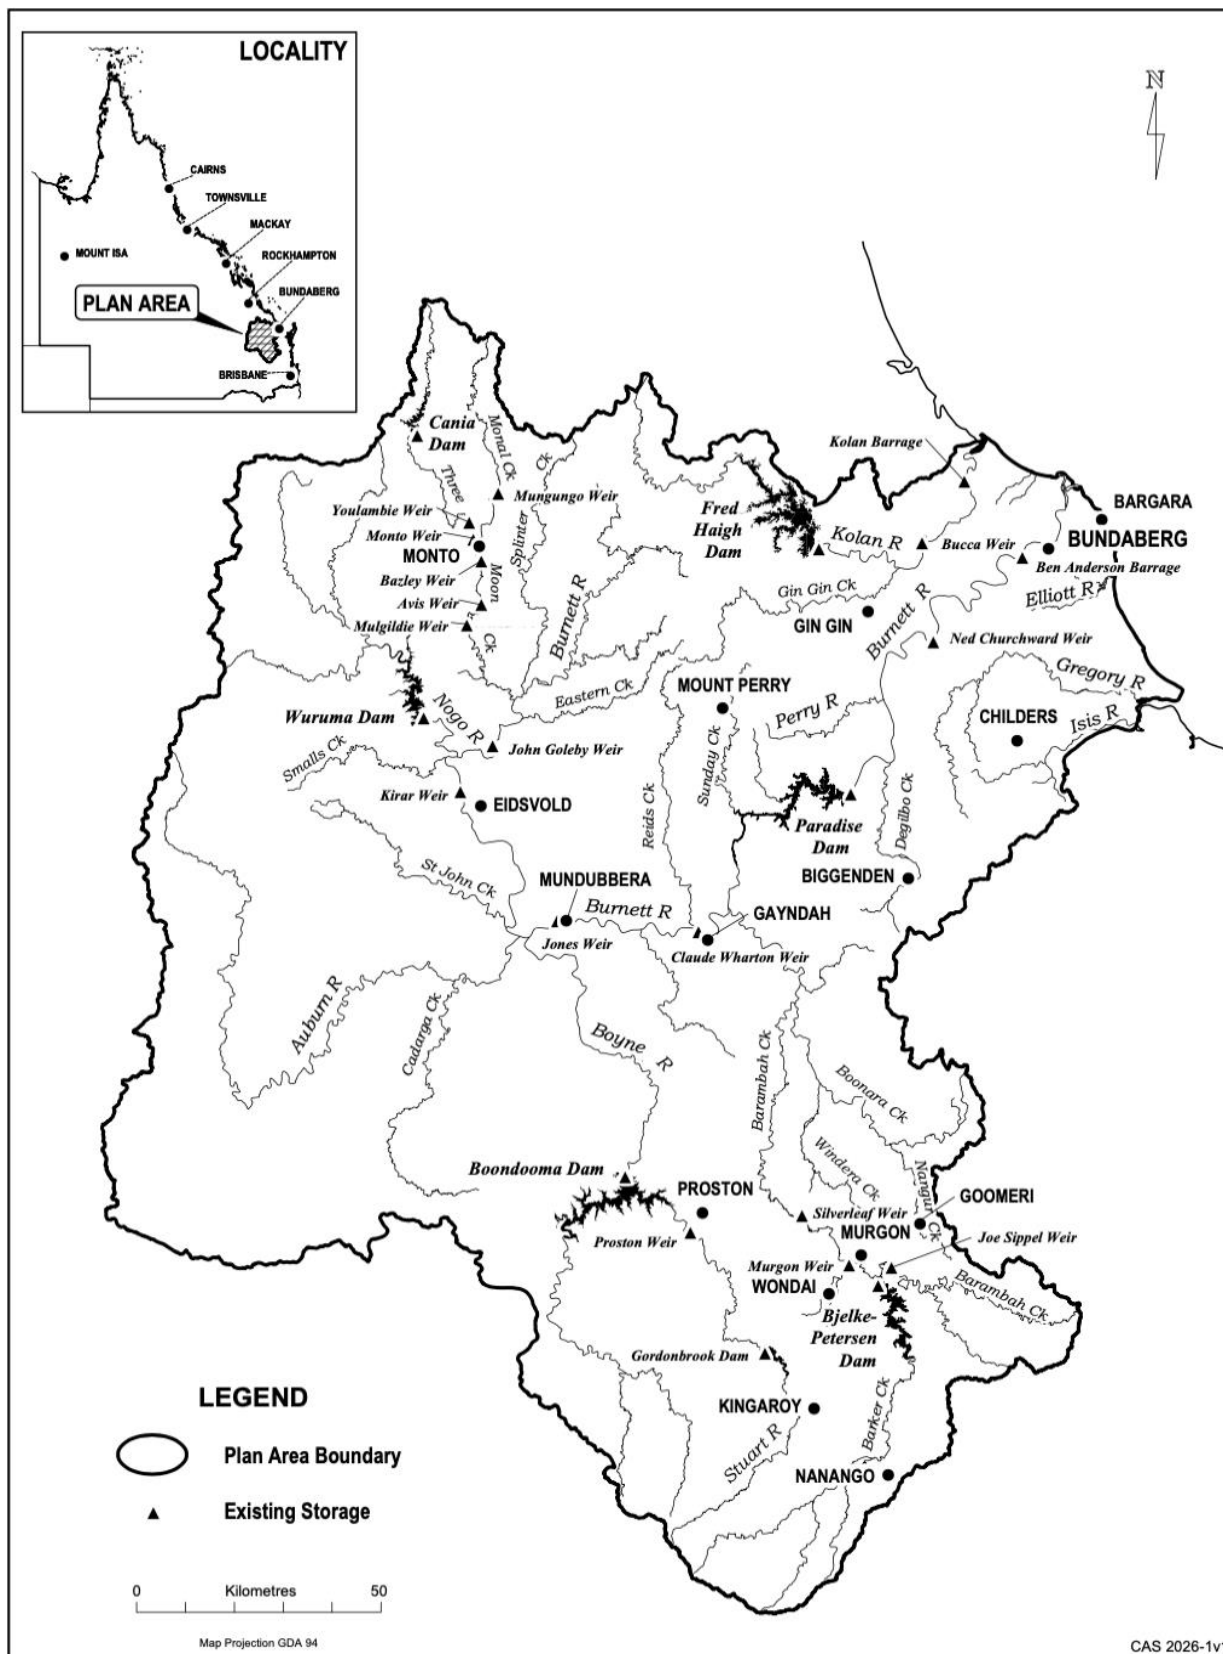 LOCALITY
CAIRNS
TOWNSVILLE
MACKAY
MOUNT ISA
ROCKHAMPTON
BUNDABERG
PLAN AREA
BRISBANE
N
Cania
Dam
Monal Ck
Three
Moon
Ck
Splinter
Ck
Mungungo Weir
Youlambie Weir
Monto Weir
MONTO
Bazley Weir
Avis Weir
Mulgildie Weir
Burnett R
Kolan Barrage
Fred
Haigh
Dam
Kolan R
Bucca Weir
BARGARA
BUNDABERG
Ben Anderson Barrage
Elliott R
Gin Gin Ck
GIN GIN
Burnett R
Ned Churchward Weir
Gregory R
Isis R
CHILDERS
Eastern Ck
MOUNT PERRY
Perry R
Wuruma Dam
Nogo R
John Goleby Weir
Smalls Ck
Kirar Weir
EIDSVOLD
Reids Ck
Sunday Ck
Paradise
Dam
Degilbo Ck
BIGGENDEN
St John Ck
MUNDUBBERA
Burnett R
Jones Weir
GAYNDAH
Claude Wharton Weir
Auburn R
Cadarga Ck
Boyne R
Barambah Ck
Boonara Ck
Windera Ck
Nangur Ck
Boondooma Dam
PROSTON
Proston Weir
Silverleaf Weir
GOOMERI
MURGON
Joe Sippel Weir
Murgon Weir
WONDAI
Barambah Ck
Bjelke-
Petersen
Dam
Gordonbrook Dam
KINGAROY
Stuart R
Barker Ck
NANANGO
LEGEND
Plan Area Boundary
Existing Storage
0 Kilometres 50
Map Projection GDA 94
CAS 2026-1v1